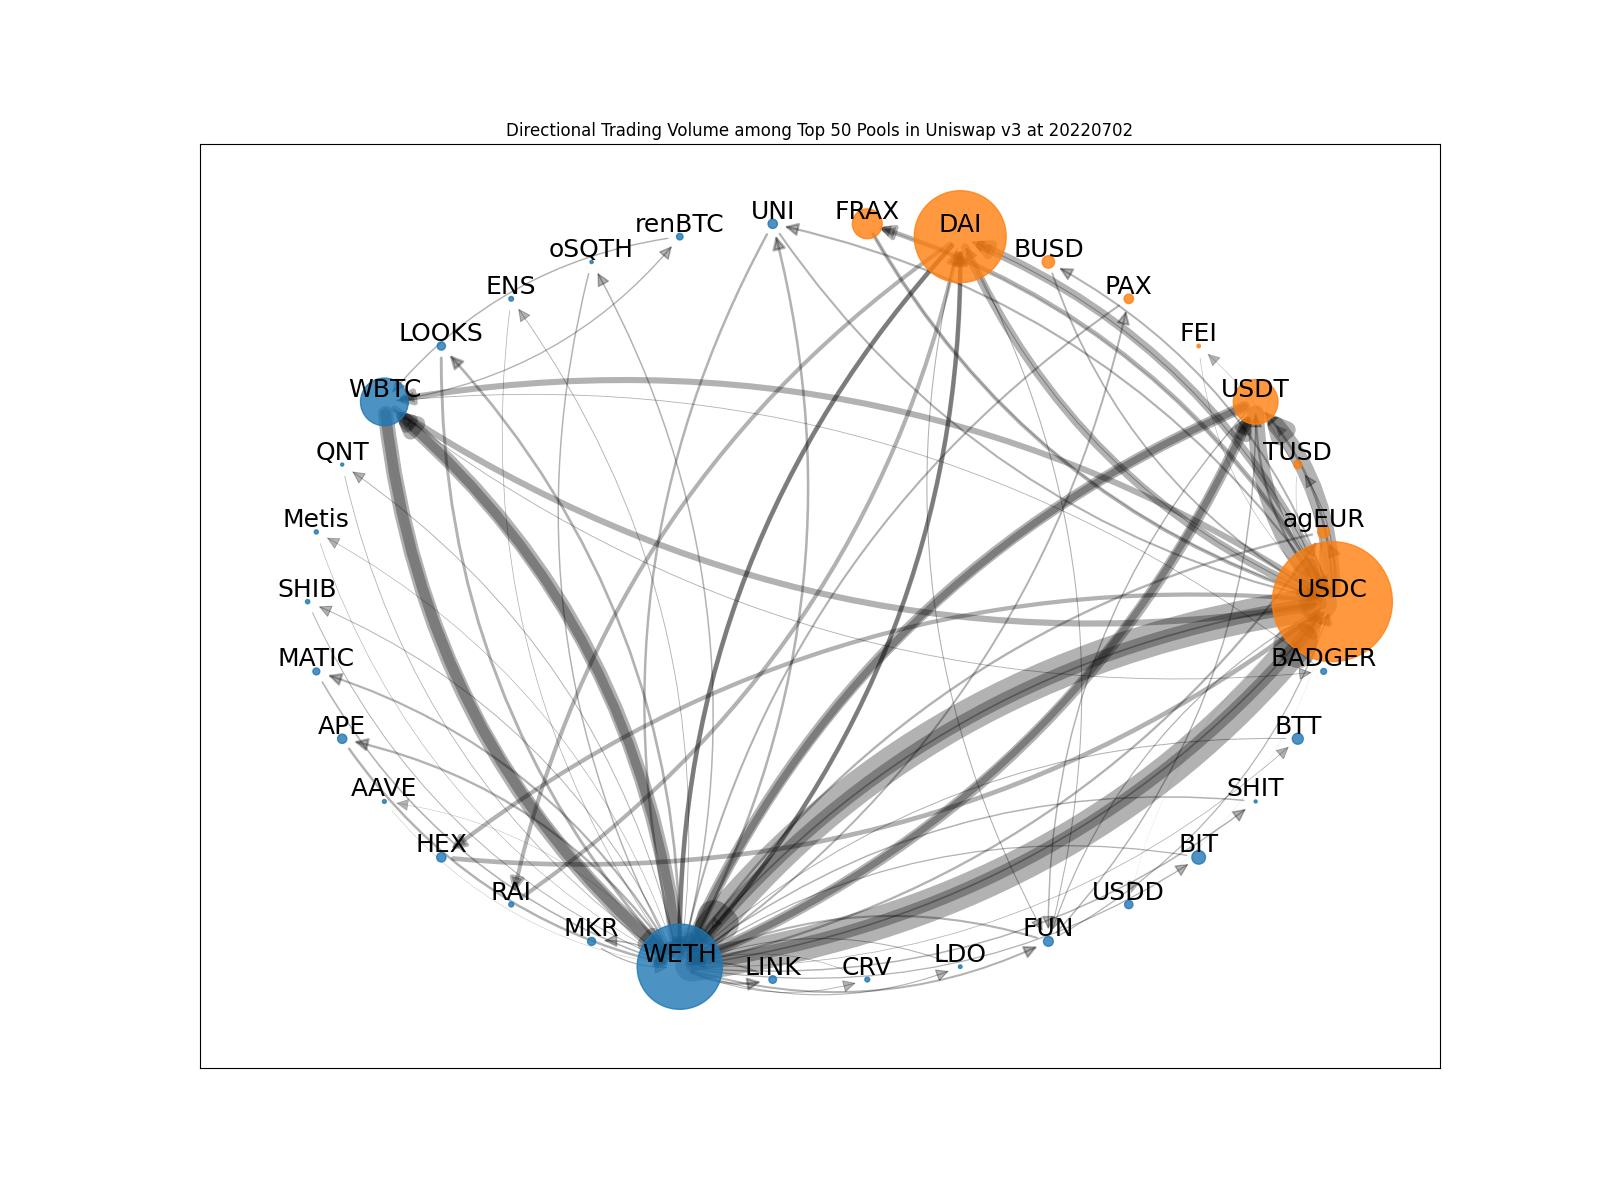 Directional Trading Volume among Top 50 Pools in Uniswap v3 at 20220702
UNI
FRAX
DAI
renBTC
oSQTH
BUSD
ENS
PAX
LOOKS
FEI
WBTC
USDT
QNT
TUSD
Metis
agEUR
SHIB
USDC
MATIC
BADGER
APE
BTT
AAVE
SHIT
HEX
BIT
RAI
USDD
MKR
FUN
WETH
LINK
CRV
LDO